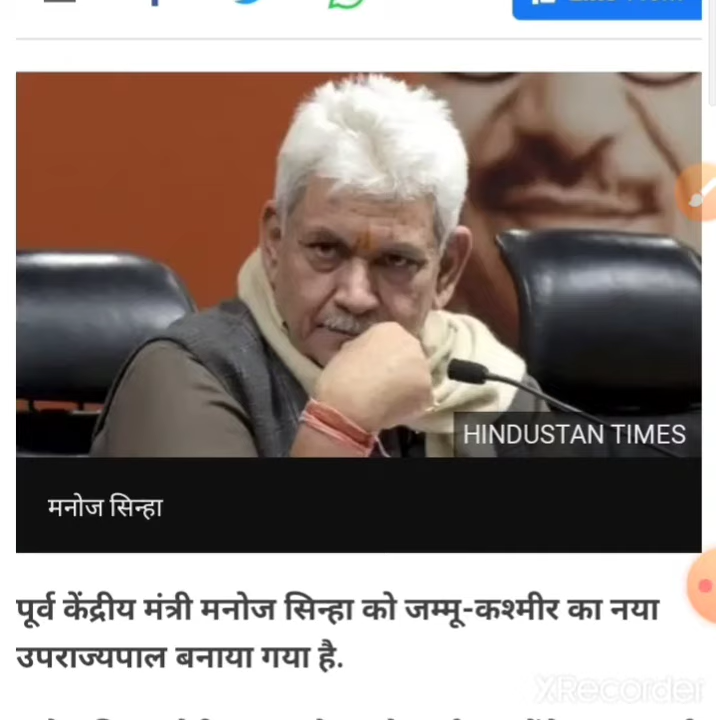 HINDUSTAN TIMES
मनोज सिन्हा
पूर्व केंद्रीय मंत्री मनोज सिन्हा को जम्मू-कश्मीर का नया
उपराज्यपाल बनाया गया है.
XRecorder